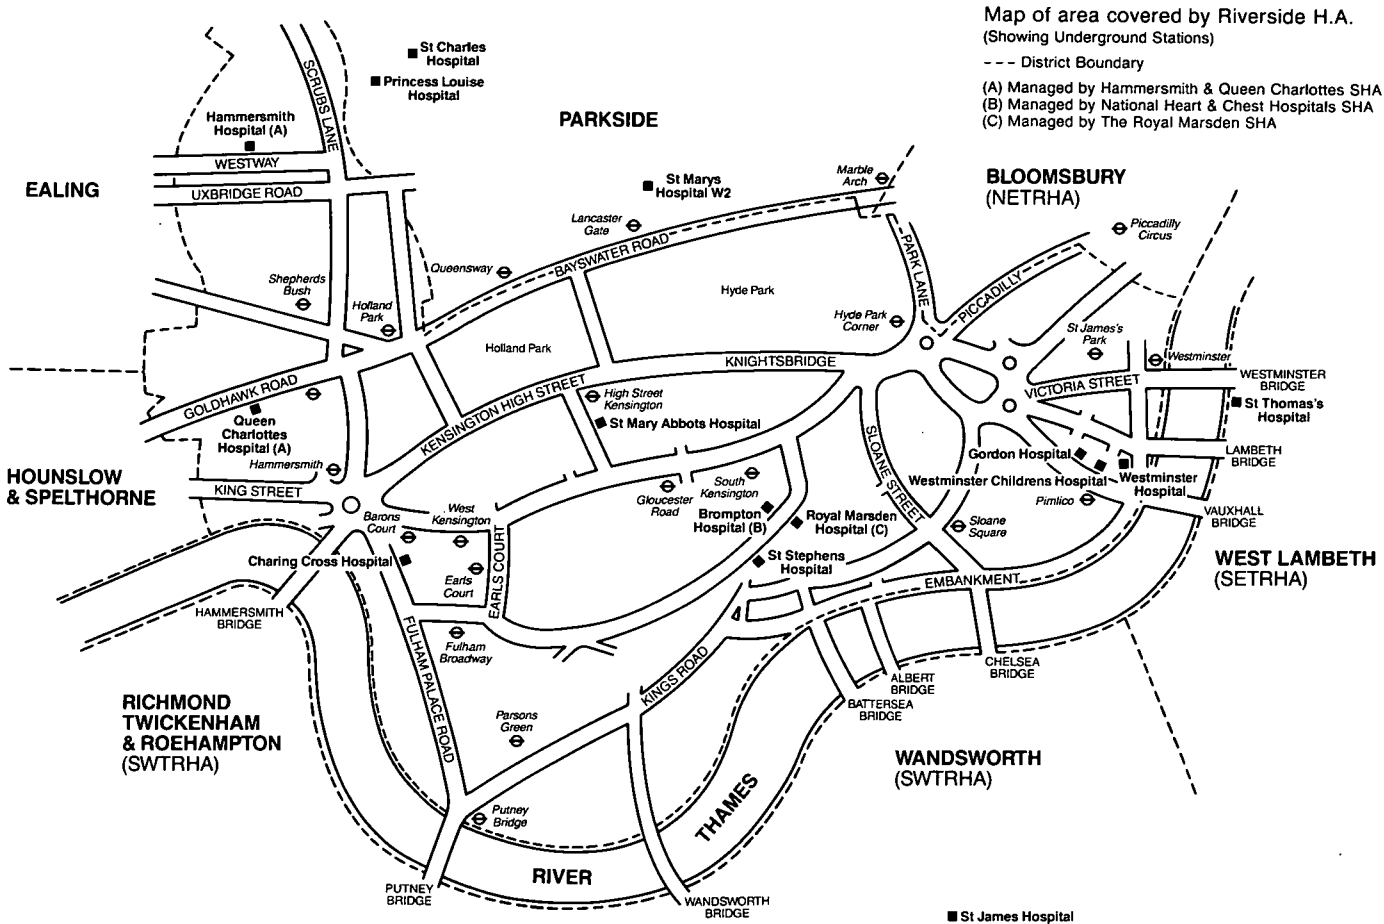 Map of area covered by Riverside H.A.
(Showing Underground Stations)
--- District Boundary
(A) Managed by Hammersmith & Queen Charlottes SHA
(B) Managed by National Heart & Chest Hospitals SHA
(C) Managed by The Royal Marsden SHA
St Charles
Hospital
Princess Louise
Hospital
SCRUBS LANE
Hammersmith
Hospital (A)
PARKSIDE
WESTWAY
EALING
UXBRIDGE ROAD
St Marys
Hospital W2
Marble
Arch
BLOOMSBURY
(NETRHA)
Lancaster
Gate
Piccadilly
Circus
BAYSWATER ROAD
PARK LANE
Queensway
Shepherds
Bush
Holland
Park
Hyde Park
PICCADILLY
Hyde Park
Corner
St James's
Park
Holland Park
KNIGHTSBRIDGE
Westminster
WESTMINSTER
BRIDGE
VICTORIA STREET
GOLDHAWK ROAD
KENSINGTON HIGH STREET
High Street
Kensington
St Thomas's
Hospital
Queen
Charlottes
Hospital (A)
St Mary Abbots Hospital
SLOANE STREET
Gordon Hospital
LAMBETH
BRIDGE
Hammersmith
HOUNSLOW
& SPELTHORNE
KING STREET
Gloucester
Road
South
Kensington
Westminster Childrens Hospital
Westminster
Hospital
Pimlico
VAUXHALL
BRIDGE
Barons
Court
West
Kensington
Brompton
Hospital (B)
Royal Marsden
Hospital (C)
Sloane
Square
Charing Cross Hospital
Earls
Court
EARLS COURT
St Stephens
Hospital
EMBANKMENT
WEST LAMBETH
(SETRHA)
HAMMERSMITH
BRIDGE
FULHAM PALACE ROAD
Fulham
Broadway
KINGS ROAD
CHELSEA
BRIDGE
ALBERT
BRIDGE
BATTERSEA
BRIDGE
RICHMOND
TWICKENHAM
& ROEHAMPTON
(SWTRHA)
Parsons
Green
WANDSWORTH
(SWTRHA)
Putney
Bridge
THAMES
RIVER
PUTNEY
BRIDGE
WANDSWORTH
BRIDGE
St James Hospital